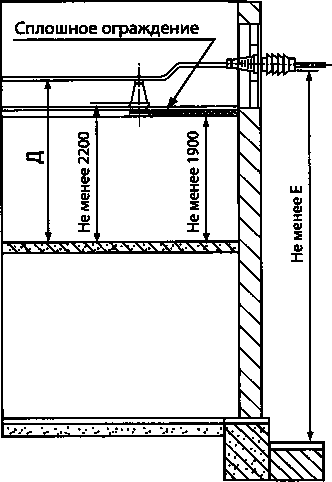 Сплошное ограждение
Д
Не менее 2200
Не менее 1900
Не менее Е